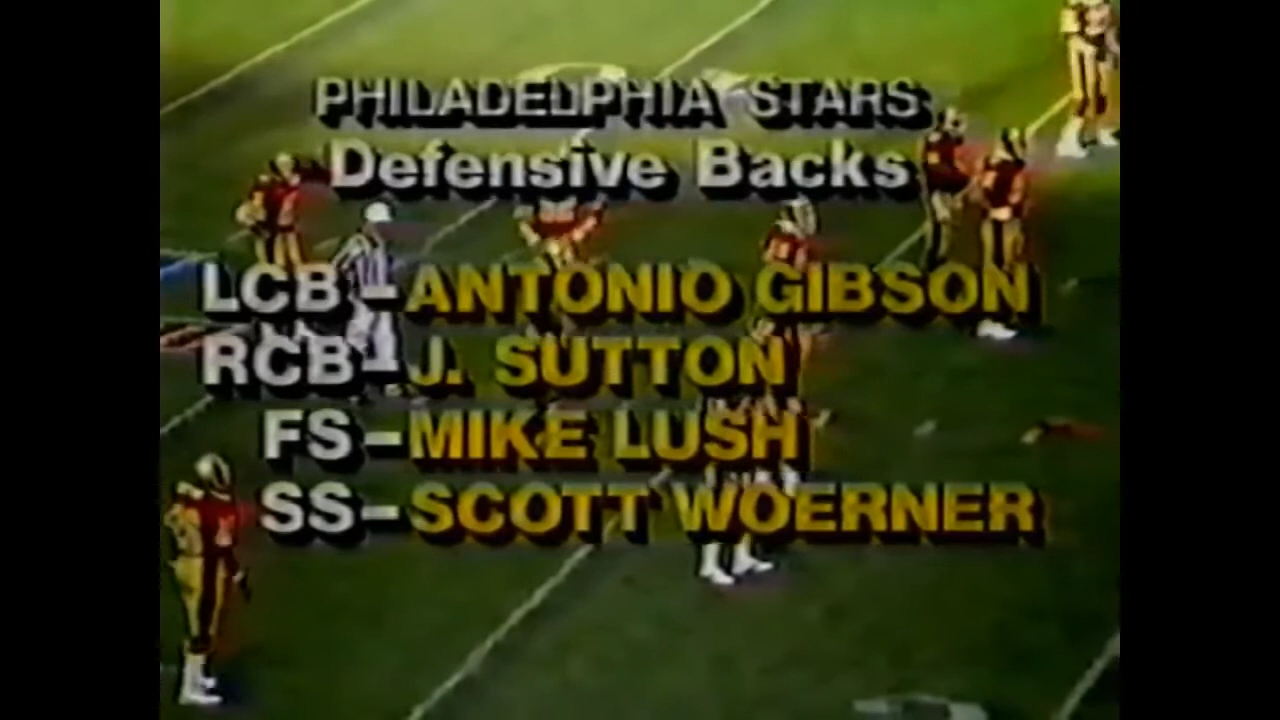 PHILADELPHIA STARS
Defensive Backs
LCB-ANTONIO GIBSON
RCB-J. SUTTON
FS-MIKE LUSH
SS-SCOTT WOERNER